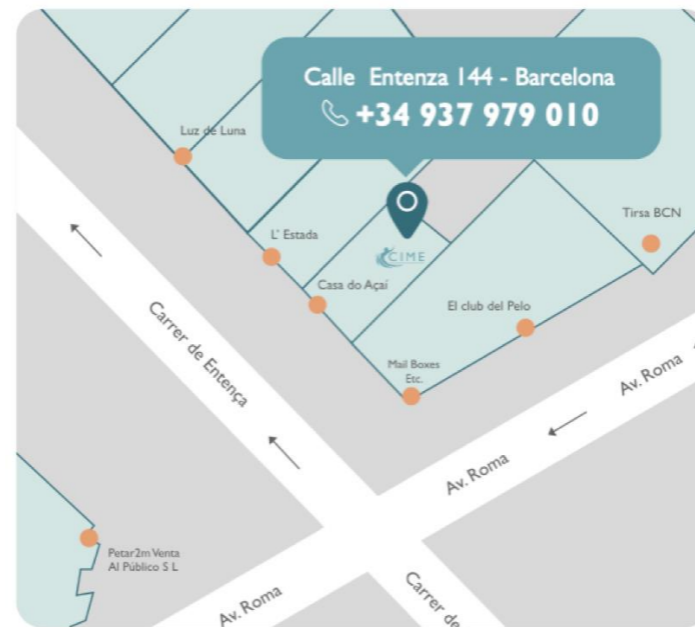 Calle Entenza 144 - Barcelona
+34 937 979 010
Luz de Luna
Tirsa BCN
L' Estada
CIME
Casa do Açaí
El club del Pelo
Carrer de Entença
Mail Boxes
Etc.
Av. Roma
Av. Roma
Petar2m Venta
Al Público S L
Av. Roma
Carrer de